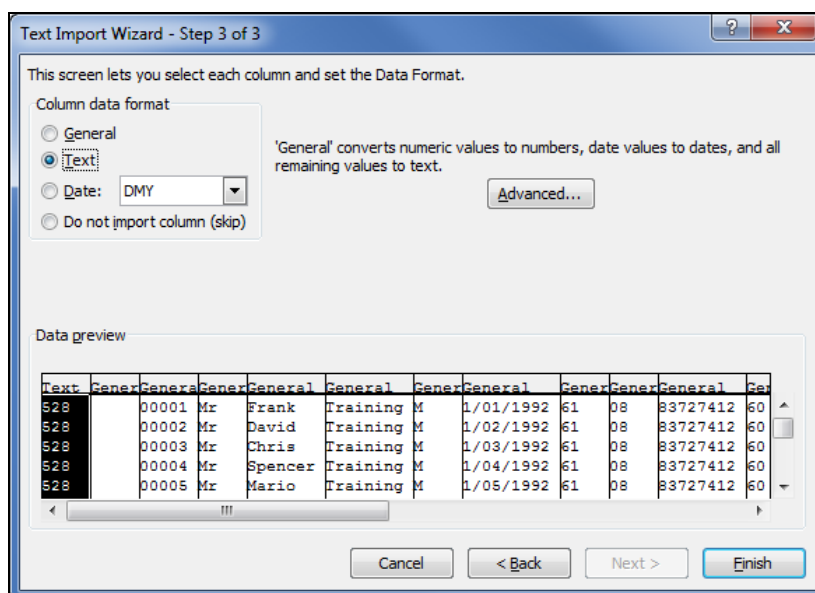 Text Import Wizard - Step 3 of 3
This screen lets you select each column and set the Data Format.
Column data format
General
Text
Date: DMY
Do not import column (skip)
'General' converts numeric values to numbers, date values to dates, and all
remaining values to text.
Advanced...
Data preview
Text GenerGeneraGenerGeneral General GenerGeneral GenerGenerGeneral Gen
528 00001 Mr Frank Training M 1/01/1992 61 08 83727412 60
528 00002 Mr David Training M 1/02/1992 61 08 83727412 60
528 00003 Mr Chris Training M 1/03/1992 61 08 83727412 60
528 00004 Mr Spencer Training M 1/04/1992 61 08 83727412 60
528 00005 Mr Mario Training M 1/05/1992 61 08 83727412 60
Cancel < Back Next > Finish